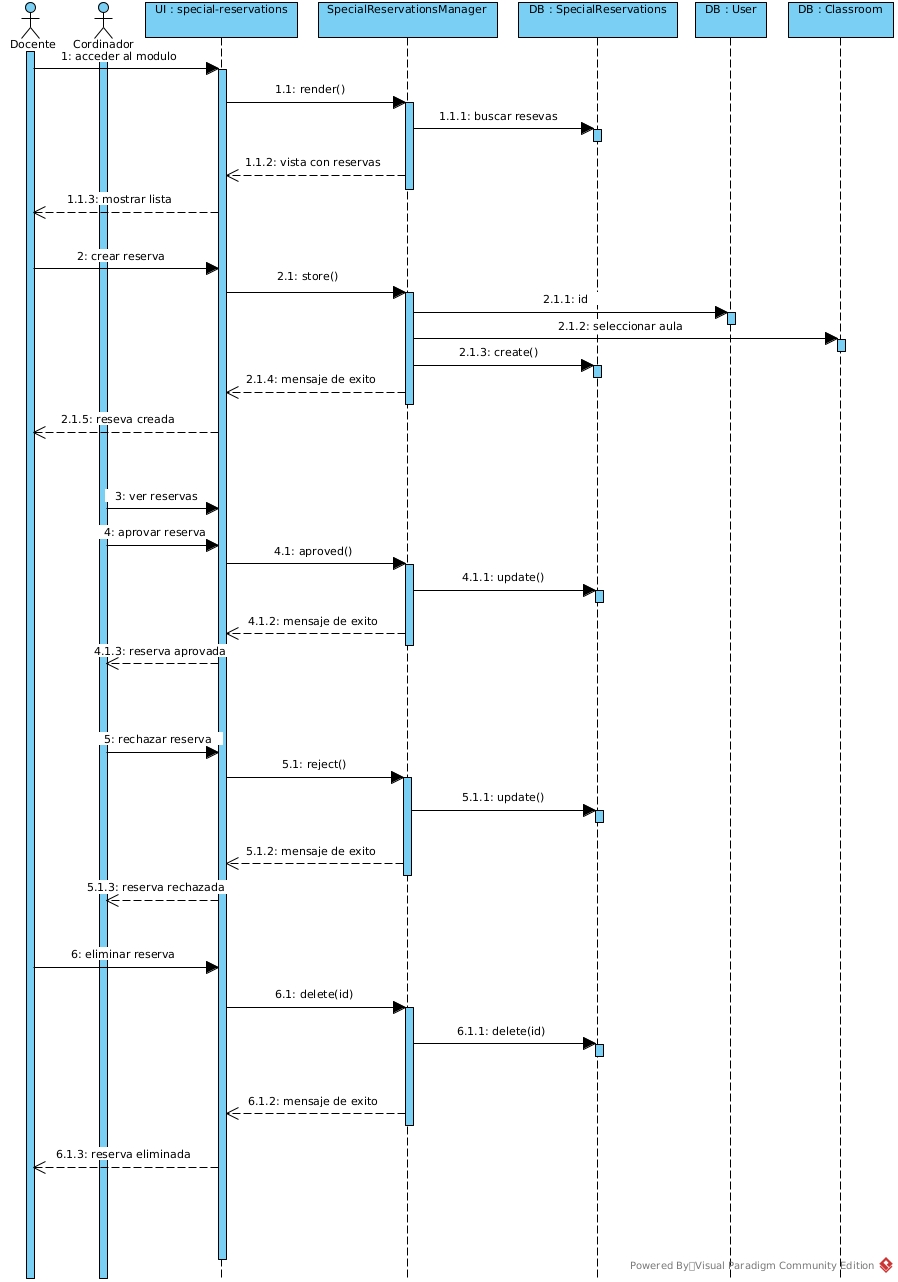 UI : special-reservations
SpecialReservationsManager
DB : SpecialReservations
DB : User
DB : Classroom
Docente
Cordinador
1: acceder al modulo
1.1: render()
1.1.1: buscar resevas
1.1.2: vista con reservas
1.1.3: mostrar lista
2: crear reserva
2.1: store()
2.1.1: id
2.1.2: seleccionar aula
2.1.3: create()
2.1.4: mensaje de exito
2.1.5: reseva creada
3: ver reservas
4: aprovar reserva
4.1: aproved()
4.1.1: update()
4.1.2: mensaje de exito
4.1.3: reserva aprovada
5: rechazar reserva
5.1: reject()
5.1.1: update()
5.1.2: mensaje de exito
5.1.3: reserva rechazada
6: eliminar reserva
6.1: delete(id)
6.1.1: delete(id)
6.1.2: mensaje de exito
6.1.3: reserva eliminada
Powered By Visual Paradigm Community Edition